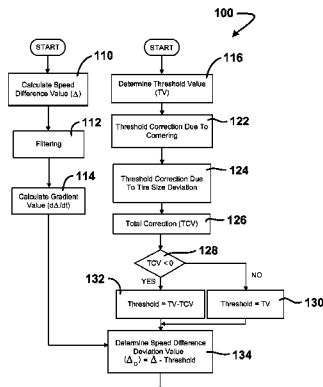 100
START
START
110
Calculate Speed
Difference Value (Δ)
116
Determine Threshold Value
(TV)
112
Filtering
122
Threshold Correction Due To
Cornering
114
Calculate Gradient
Value (dΔ/dt)
124
Threshold Correction Due
To Tire Size Deviation
126
Total Correction (TCV)
128
TCV < 0
132
YES
NO
Threshold = TV-TCV
Threshold = TV
130
Determine Speed Difference
Deviation Value
(ΔD) = Δ - Threshold
134